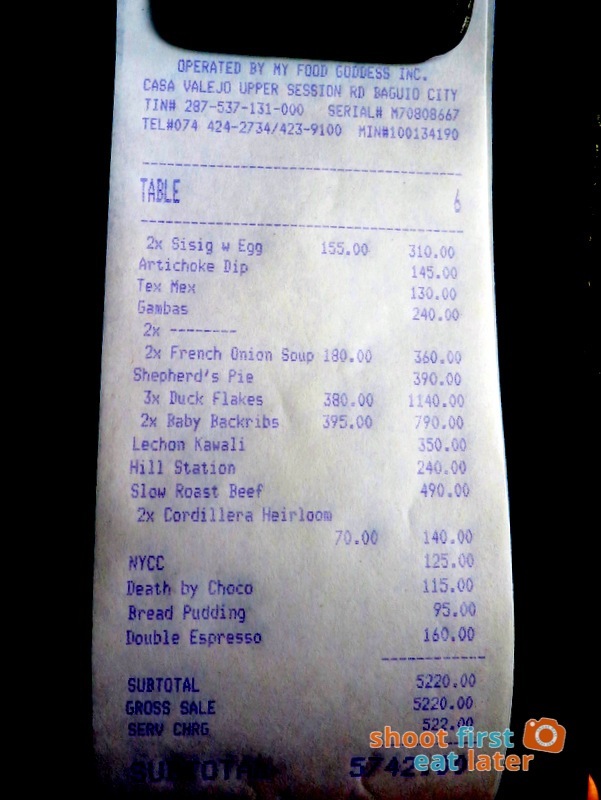 OPERATED BY MY FOOD GODDESS INC.
CASA VALEJO UPPER SESSION RD BAGUIO CITY
TIN# 287-537-131-000 SERIAL# M70808667
TEL#074 424-2734/423-9100 MIN#100134190
TABLE 6
2x Sisig w Egg 155.00 310.00
Artichoke Dip 145.00
Tex Mex 130.00
Gambas 240.00
2x --------
2x French Onion Soup 180.00 360.00
Shepherd's Pie 390.00
3x Duck Flakes 380.00 1140.00
2x Baby Backribs 395.00 790.00
Lechon Kawali 350.00
Hill Station 240.00
Slow Roast Beef 490.00
2x Cordillera Heirloom
70.00 140.00
NYCC 125.00
Death by Choco 115.00
Bread Pudding 95.00
Double Espresso 160.00
SUBTOTAL 5220.00
GROSS SALE 5220.00
SERV CHRG 522.00
SUBTOTAL
shoot first
eat later